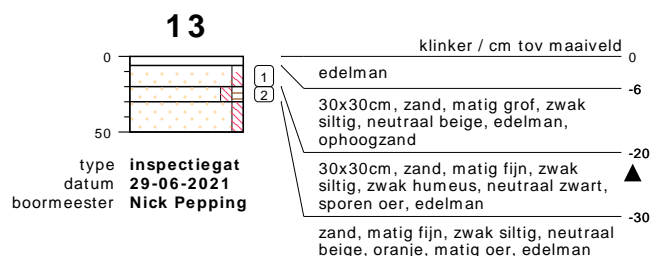 13
klinker / cm tov maaiveld
0
0
edelman
-6
1
2
30x30cm, zand, matig grof, zwak
siltig, neutraal beige, edelman,
ophoogzand
-20
50
30x30cm, zand, matig fijn, zwak
siltig, zwak humeus, neutraal zwart,
sporen oer, edelman
-30
type inspectiegat
datum 29-06-2021
boormeester Nick Pepping
zand, matig fijn, zwak siltig, neutraal
beige, oranje, matig oer, edelman